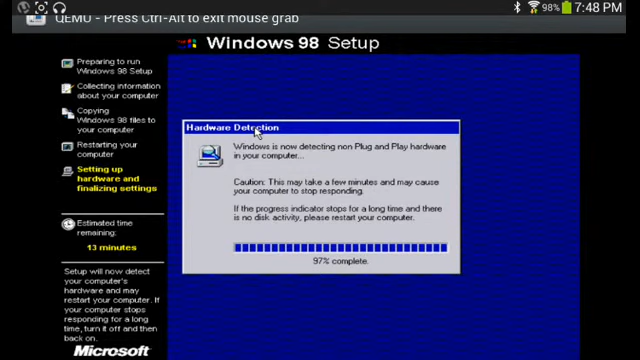 98%
7:48 PM
QEMU - Press Ctrl-Alt to exit mouse grab
Windows 98 Setup
Preparing to run
Windows 98 Setup
Collecting information
about your computer
Copying
Windows 98 files to
your computer
Restarting your
computer
Setting up
hardware and
finalizing settings
Estimated time
remaining:
13 minutes
Setup will now detect
your computer's
hardware and may
restart your computer.
If your computer stops
responding for a long
time, turn it off and then
back on.
Microsoft
Hardware Detection
Windows is now detecting non Plug and Play hardware
in your computer...
Caution: This may take a few minutes and may cause
your computer to stop responding.
If the progress indicator stops for a long time and there
is no disk activity, please restart your computer.
97% complete.